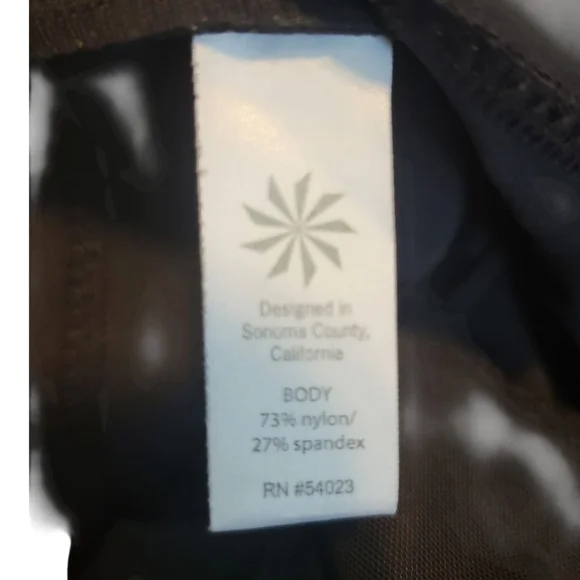 Designed in
Sonoma County,
California
BODY
73% nylon/
27% spandex
RN #54023